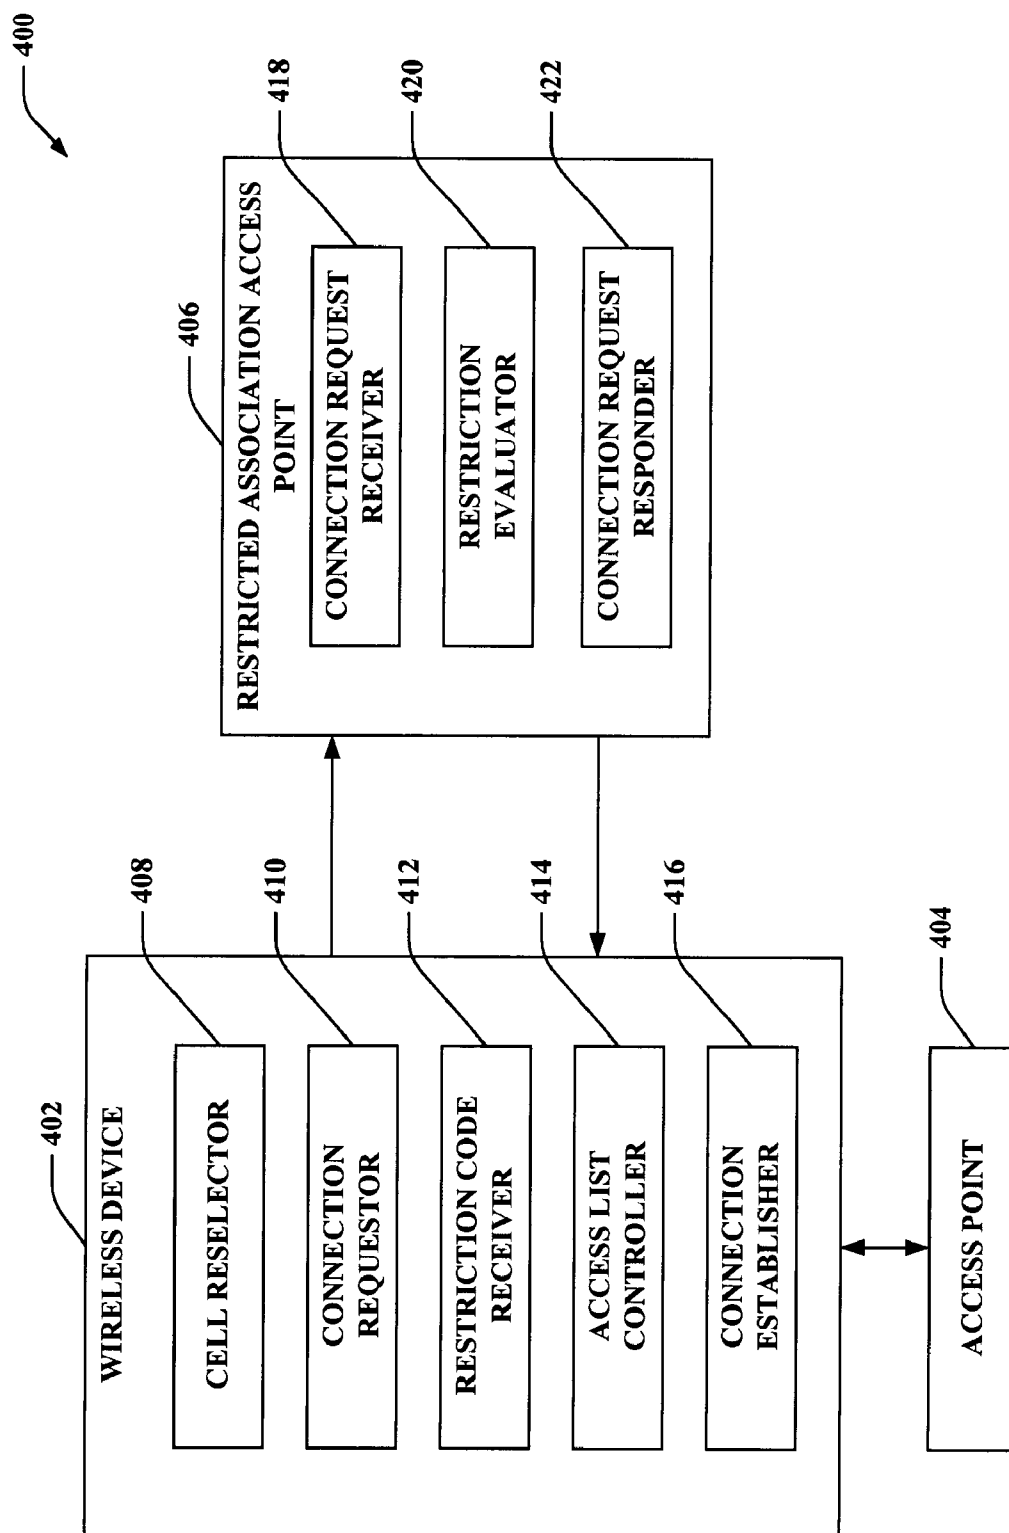 400
402
WIRELESS DEVICE
408
CELL RESELECTOR
410
CONNECTION
REQUESTOR
412
RESTRICTION CODE
RECEIVER
414
ACCESS LIST
CONTROLLER
416
CONNECTION
ESTABLISHER
404
ACCESS POINT
406
RESTRICTED ASSOCIATION ACCESS
POINT
418
CONNECTION REQUEST
RECEIVER
420
RESTRICTION
EVALUATOR
422
CONNECTION REQUEST
RESPONDER